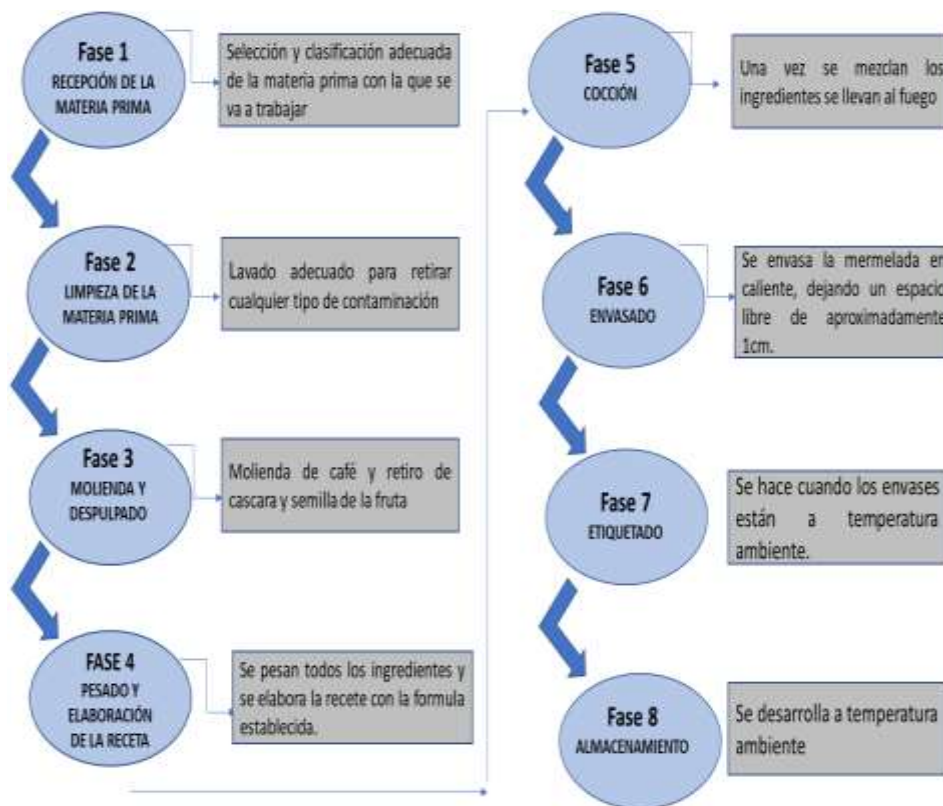 Fase 1
RECEPCIÓN DE LA
MATERIA PRIMA
Selección y clasificación adecuada
de la materia prima con la que se
va a trabajar
Fase 2
LIMPIEZA DE LA
MATERIA PRIMA
Lavado adecuado para retirar
cualquier tipo de contaminación
Fase 3
MOLIENDA Y
DESPULPADO
Molienda de café y retiro de
cascara y semilla de la fruta
FASE 4
PESADO Y
ELABORACIÓN
DE LA RECETA
Se pesan todos los ingredientes y
se elabora la recete con la formula
establecida.
Fase 5
COCCIÓN
Una vez se mezclan los
ingredientes se llevan al fuego
Fase 6
ENVASADO
Se envasa la mermelada en
caliente, dejando un espacio
libre de aproximadamente
1cm.
Fase 7
ETIQUETADO
Se hace cuando los envases
están a temperatura
ambiente.
Fase 8
ALMACENAMIENTO
Se desarrolla a temperatura
ambiente